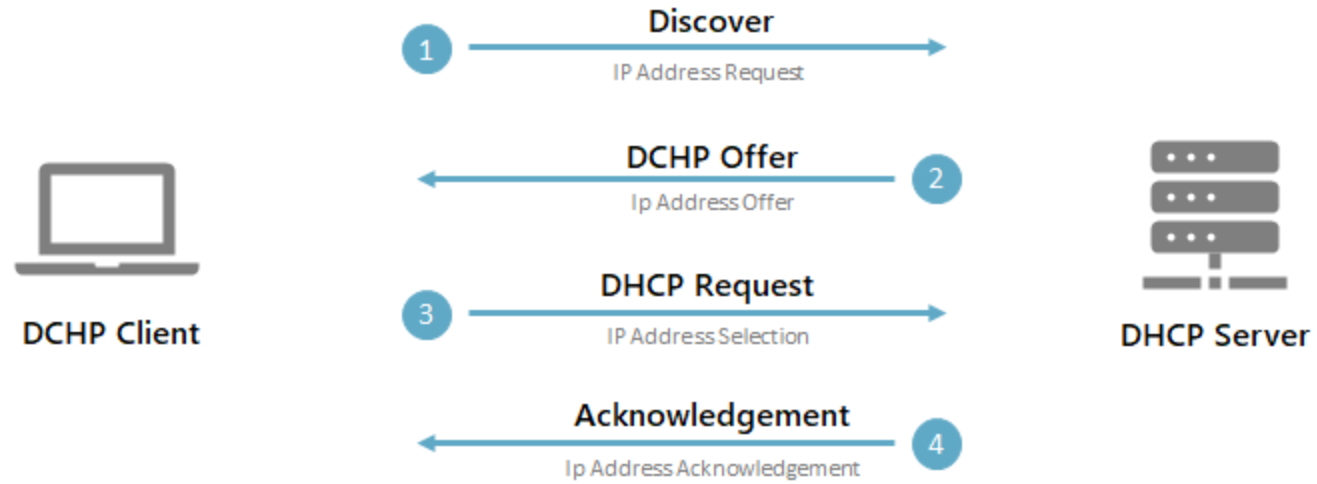 Discover
1
IP Address Request
DCHP Offer
2
Ip Address Offer
DHCP Request
3
IP Address Selection
DCHP Client
DHCP Server
Acknowledgement
4
Ip Address Acknowledgement